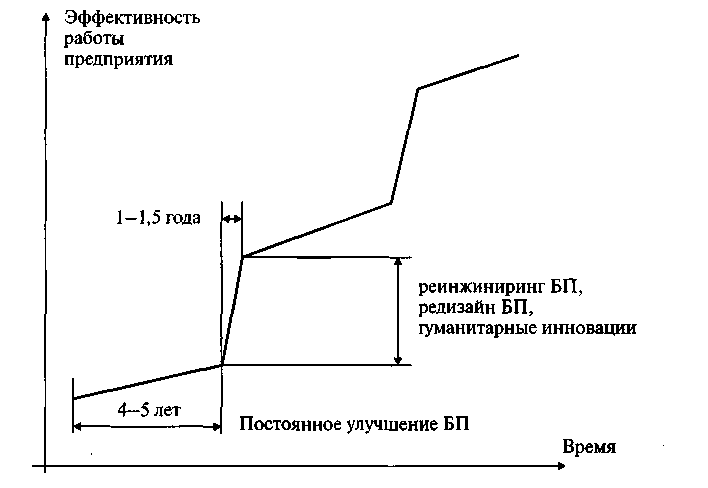 Эффективность
работы
предприятия
1–1,5 года
реинжиниринг БП,
редизайн БП,
гуманитарные инновации
4–5 лет
Постоянное улучшение БП
Время